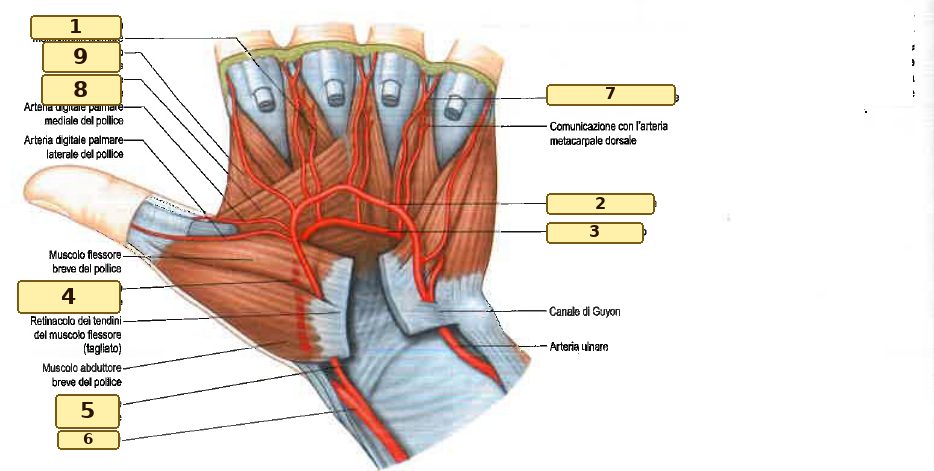 1
9
8
Arteria digitale palmare
mediale del pollice
Arteria digitale palmare
laterale del pollice
Muscolo flessore
breve del pollice
4
Retinacolo dei tendini
del muscolo flessore
(tagliato)
Muscolo abduttore
breve del pollice
5
6
7
Comunicazione con l'arteria
metacarpale dorsale
2
3
Canale di Guyon
Arteria ulnare